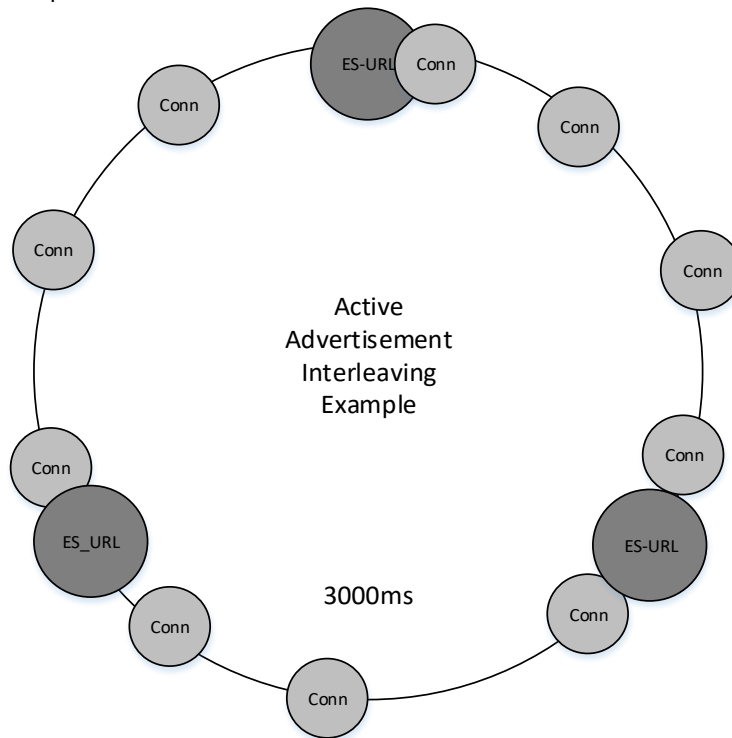 ES-URL
Conn
Conn
Conn
Conn
Conn
Active
Advertisement
Interleaving
Example
Conn
Conn
ES_URL
ES-URL
3000ms
Conn
Conn
Conn